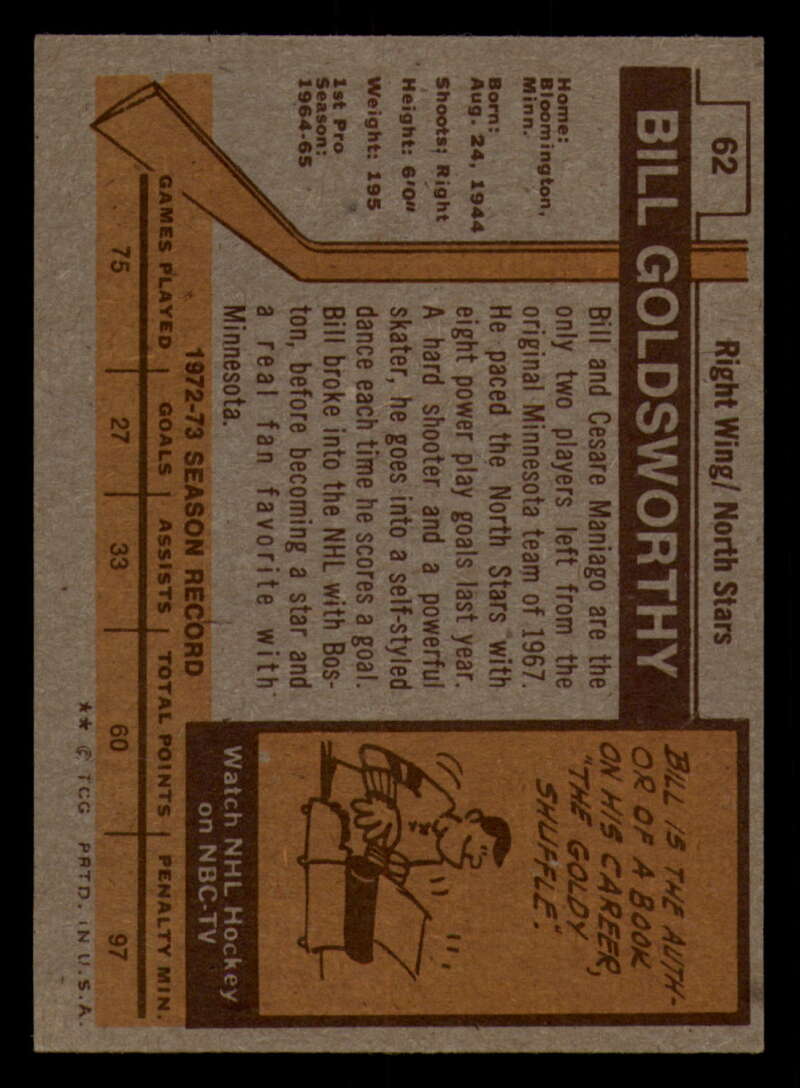 62
Right Wing/ North Stars
BILL GOLDSWORTHY
Home:
Bloomington,
Minn.
Born:
Aug. 24, 1944
Shoots: Right
Height: 6'0"
Weight: 195
1st Pro
Season:
1964-65
Bill and Cesare Maniago are the
only two players left from the
original Minnesota team of 1967.
He paced the North Stars with
eight power play goals last year.
A hard shooter and a powerful
skater, he goes into a self-styled
dance each time he scores a goal.
Bill broke into the NHL with Bos-
ton, before becoming a star and
a real fan favorite with
Minnesota.
BILL IS THE AUTH-
OR OF A BOOK
ON HIS CAREER,
"THE GOLDY
SHUFFLE".
Watch NHL Hockey
on NBC-TV
1972-73 SEASON RECORD
GAMES PLAYED GOALS ASSISTS TOTAL POINTS PENALTY MIN.
75 27 33 60 97
** © TCG PRTD. IN U.S.A.